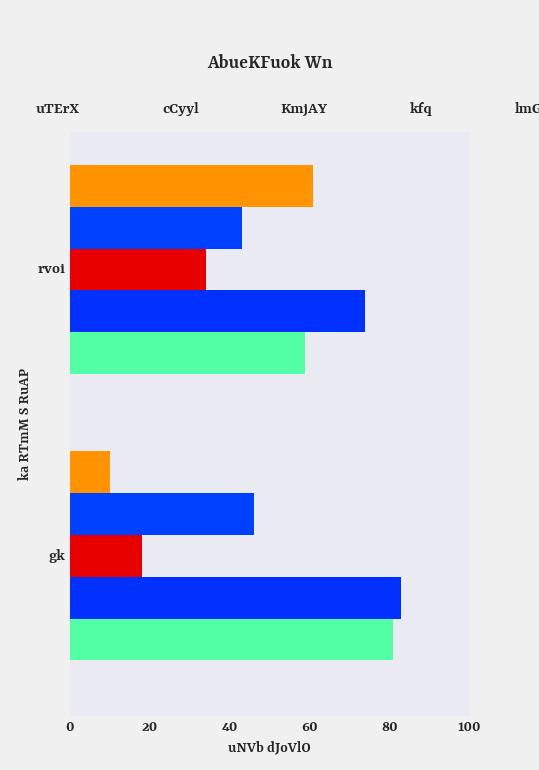 AbueKFuok Wn
uTErX cCyyl KmjAY kfq
rvoi
ka RTmM S RuAP
gk
0 20 40 60 80 100
uNVb dJoVlO